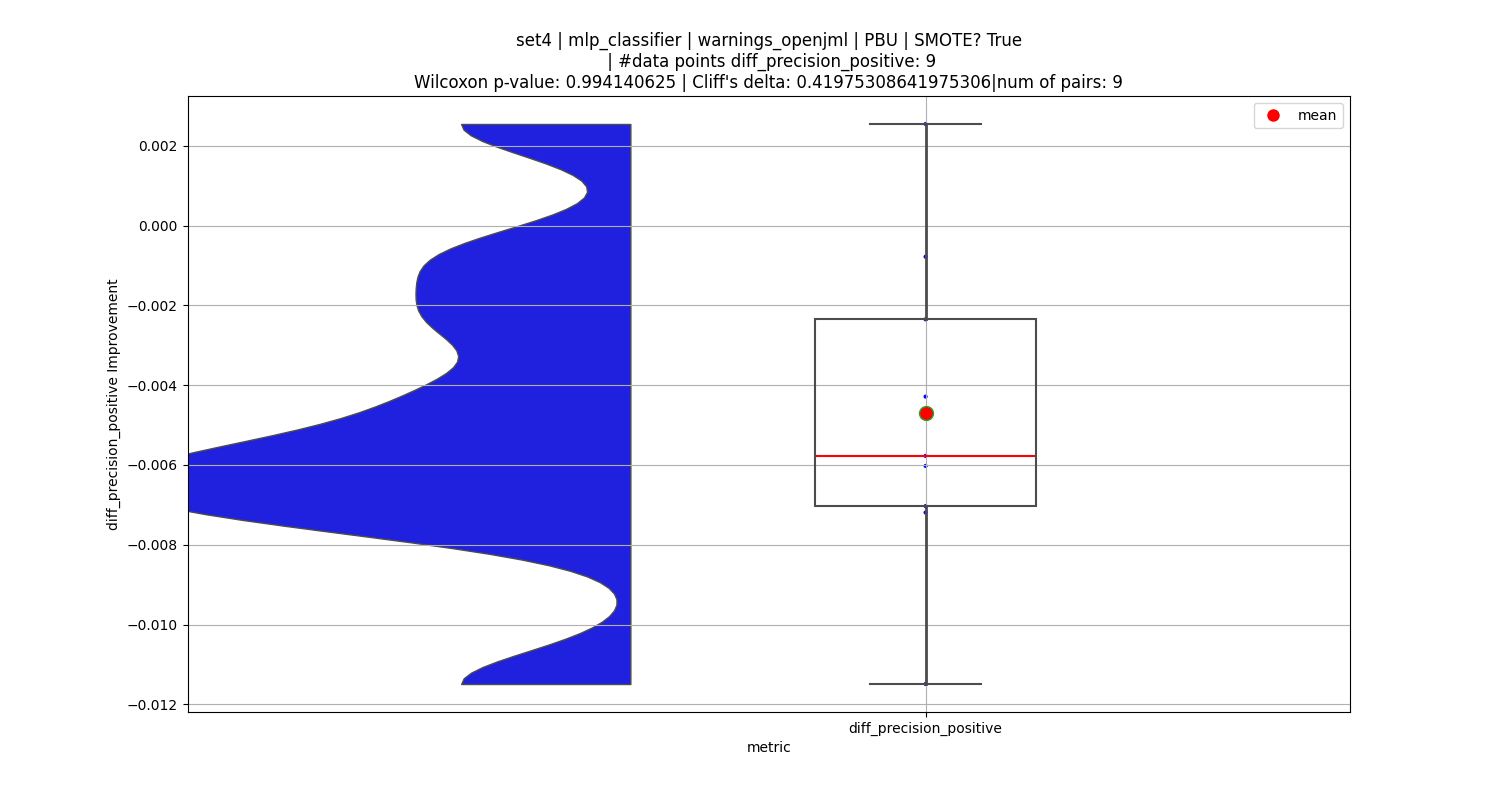 set4 | mlp_classifier | warnings_openjml | PBU | SMOTE? True
| #data points diff_precision_positive: 9
Wilcoxon p-value: 0.994140625 | Cliff's delta: 0.41975308641975306|num of pairs: 9
mean
0.002
0.000
−0.002
−0.004
−0.006
−0.008
−0.010
−0.012
diff_precision_positive Improvement
diff_precision_positive
metric